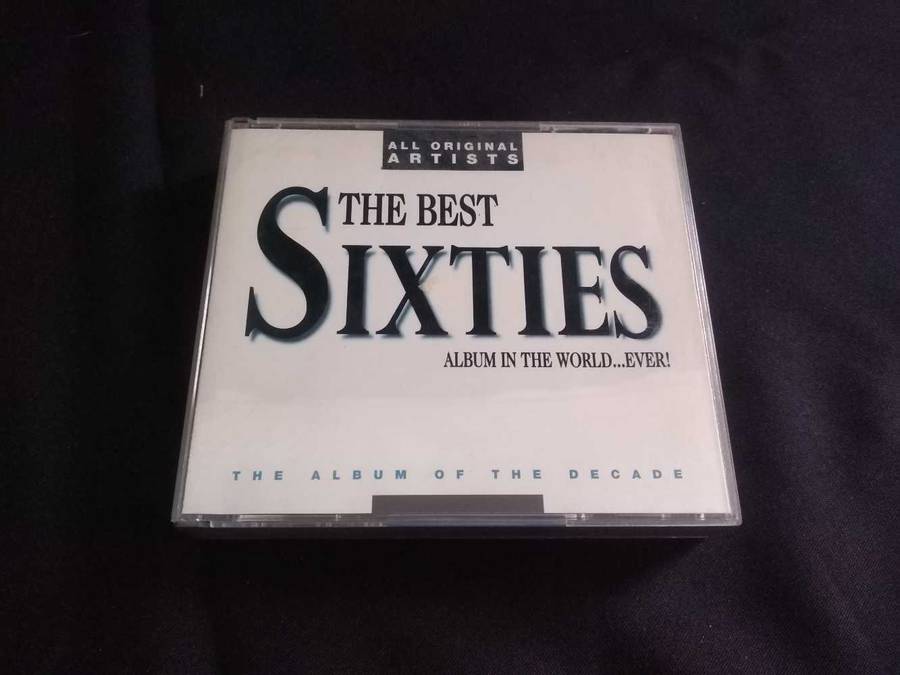 ALL ORIGINAL
ARTISTS
THE BEST
SIXTIES
ALBUM IN THE WORLD...EVER!
THE ALBUM OF THE DECADE